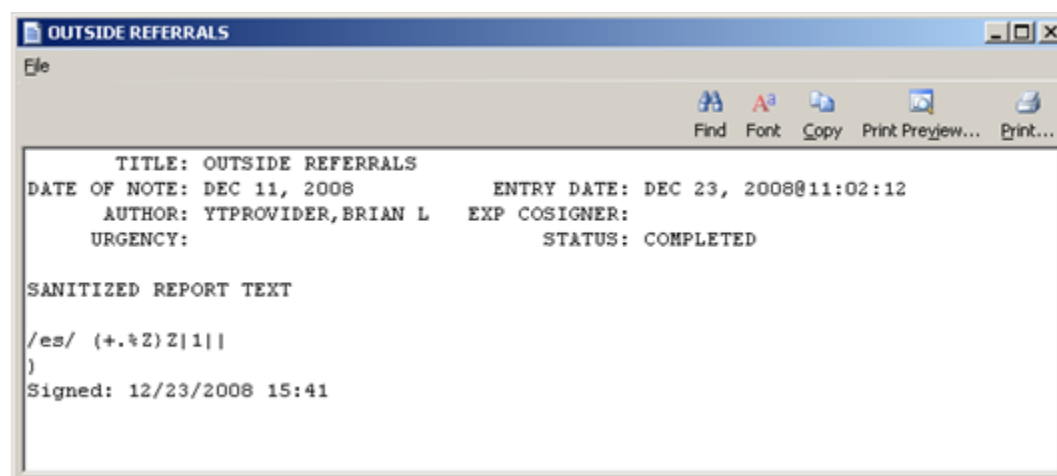 OUTSIDE REFERRALS
File
Find Font Copy Print Preview... Print...
TITLE: OUTSIDE REFERRALS
DATE OF NOTE: DEC 11, 2008 ENTRY DATE: DEC 23, 2008@11:02:12
AUTHOR: YTPROVIDER,BRIAN L EXP COSIGNER:
URGENCY: STATUS: COMPLETED
SANITIZED REPORT TEXT
/es/ (+.%Z)Z|1||
)
Signed: 12/23/2008 15:41